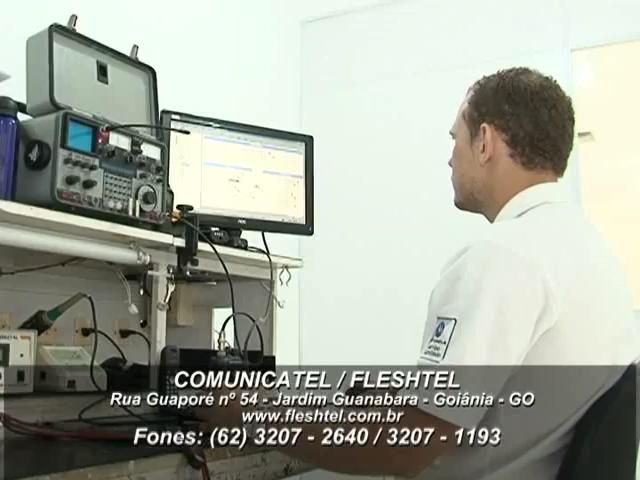 COMUNICATEL / FLESHTEL
Rua Guaporé nº 54 - Jardim Guanabara - Goiânia - GO
www.fleshtel.com.br
Fones: (62) 3207 - 2640 / 3207 - 1193